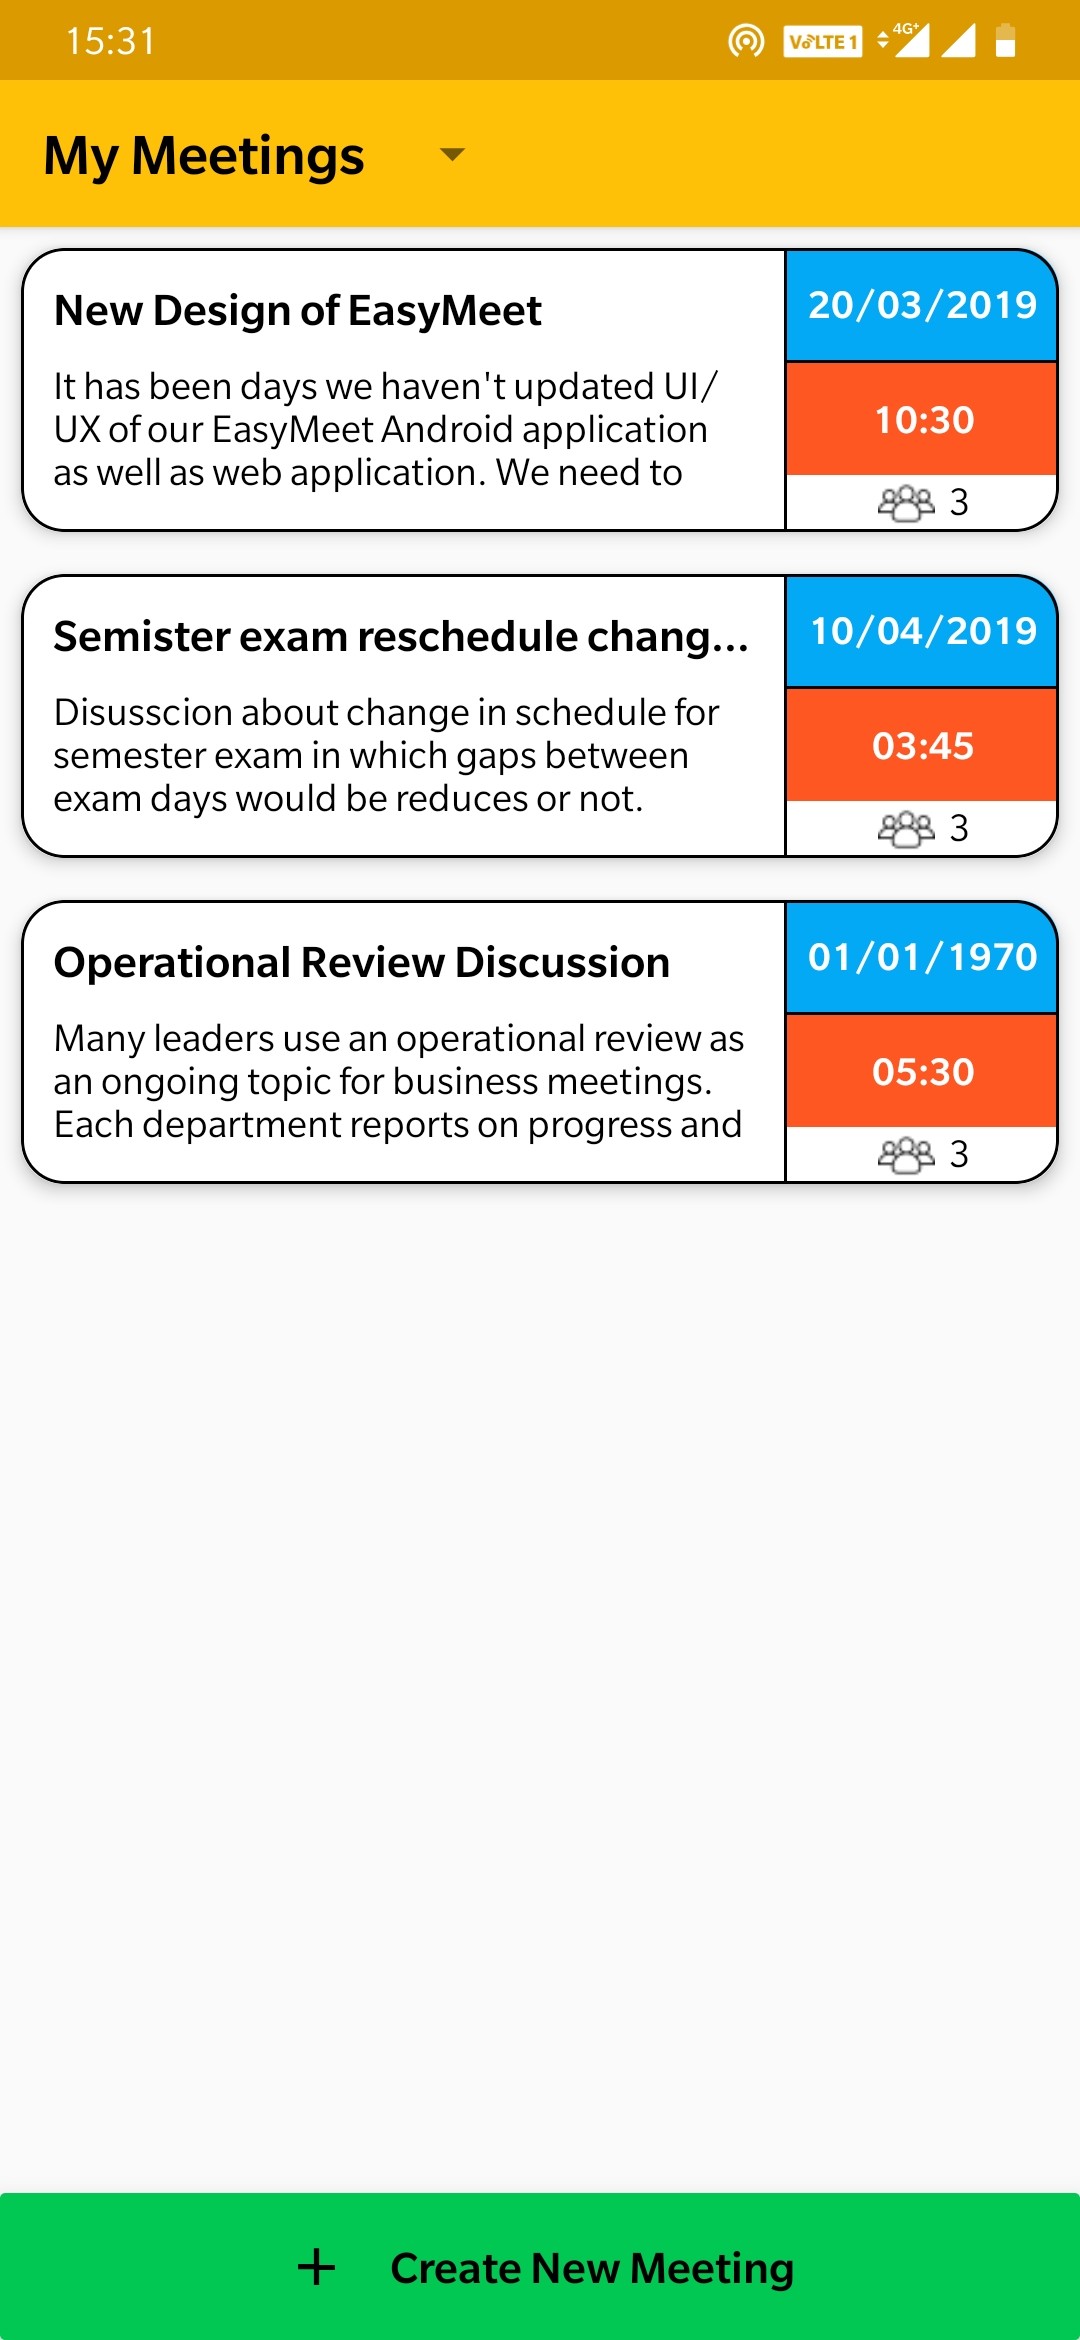 15:31
VoLTE 1
4G+
My Meetings
New Design of EasyMeet
It has been days we haven't updated UI/
UX of our EasyMeet Android application
as well as web application. We need to
20/03/2019
10:30
3
Semister exam reschedule chang...
Disusscion about change in schedule for
semester exam in which gaps between
exam days would be reduces or not.
10/04/2019
03:45
3
Operational Review Discussion
Many leaders use an operational review as
an ongoing topic for business meetings.
Each department reports on progress and
01/01/1970
05:30
3
+ Create New Meeting